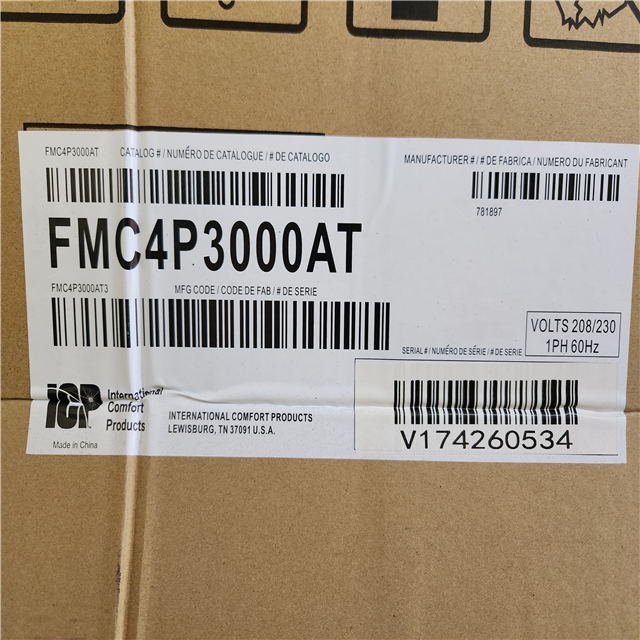 FMC4P3000AT CATALOG # / NUMÉRO DE CATALOGUE / # DE CATALOGO
MANUFACTURER # / # DE FABRICA / NUMERO DU FABRICANT
781897
FMC4P3000AT
FMC4P3000AT3 MFG CODE / CODE DE FAB / # DE SERIE
VOLTS 208/230
1PH 60Hz
SERIAL # / NUMÉRO DE SÉRIE / # DE SERIE
ICP International
Comfort
Products
Made in China
INTERNATIONAL COMFORT PRODUCTS
LEWISBURG, TN 37091 U.S.A.
V174260534